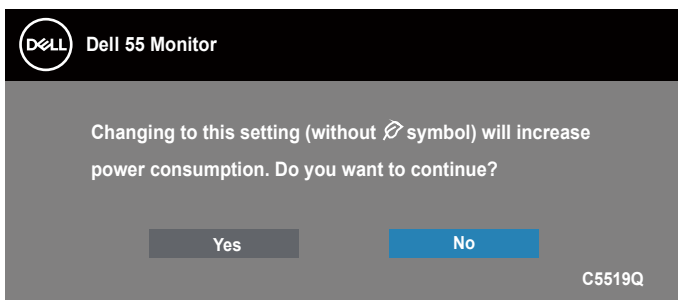 DELL
Dell 55 Monitor
Changing to this setting (without symbol) will increase
power consumption. Do you want to continue?
Yes No
C5519Q